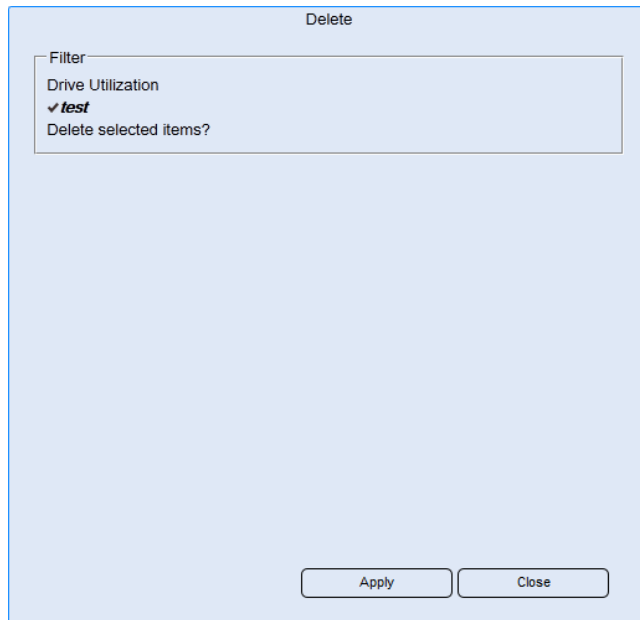 Delete
Filter
Drive Utilization
test
Delete selected items?
Apply Close